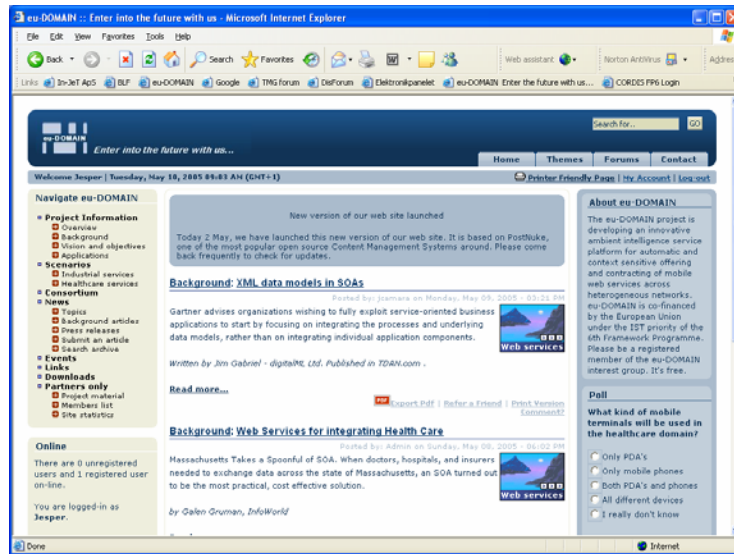 eu-DOMAIN :: Enter into the future with us - Microsoft Internet Explorer
File Edit View Favorites Tools Help
Back Search Favorites Web assistant Norton AntiVirus Address
Links In-JeT ApS BLF eu-DOMAIN Google TMG forum DisForum Elektronikpanelet eu-DOMAIN Enter the future with us... CORDIS FP6 Login
eu-DOMAIN
Enter into the future with us...
Search for.. GO
Home Themes Forums Contact
Welcome Jesper | Tuesday, May 10, 2005 09:03 AM (GMT+1)
Printer Friendly Page | My Account | Log-out
Navigate eu-DOMAIN
Project Information
Overview
Background
Vision and objectives
Applications
Scenarios
Industrial services
Healthcare services
Consortium
News
Topics
Background articles
Press releases
Submit an article
Search archive
Events
Links
Downloads
Partners only
Project material
Members list
Site statistics
Online
There are 0 unregistered
users and 1 registered user
on-line.
You are logged-in as
Jesper.
New version of our web site launched
Today 2 May, we have launched this new version of our web site. It is based on PostNuke,
one of the most popular open source Content Management Systems around. Please come
back frequently to check for updates.
Background: XML data models in SOAs
Posted by: jcamara on Monday, May 09, 2005 - 03:21 PM
Gartner advises organizations wishing to fully exploit service-oriented business
applications to start by focusing on integrating the processes and underlying
data models, rather than on integrating individual application components.
Web services
Written by Jim Gabriel - digitalML Ltd. Published in TDAN.com .
Read more...
PDF Export Pdf | Refer a Friend | Print Version
Comment?
Background: Web Services for integrating Health Care
Posted by: Admin on Sunday, May 08, 2005 - 06:02 PM
Massachusetts Takes a Spoonful of SOA. When doctors, hospitals, and insurers
needed to exchange data across the state of Massachusetts, an SOA turned out
to be the most practical, cost effective solution.
Web services
by Galen Gruman, InfoWorld
About eu-DOMAIN
The eu-DOMAIN project is
developing an innovative
ambient intelligence service
platform for automatic and
context sensitive offering
and contracting of mobile
web services across
heterogeneous networks.
eu-DOMAIN is co-financed
by the European Union
under the IST priority of the
6th Framework Programme.
Please be a registered
member of the eu-DOMAIN
interest group. It's free.
Poll
What kind of mobile
terminals will be used in
the healthcare domain?
Only PDA's
Only mobile phones
Both PDA's and phones
All different devices
I really don't know
Done
Internet